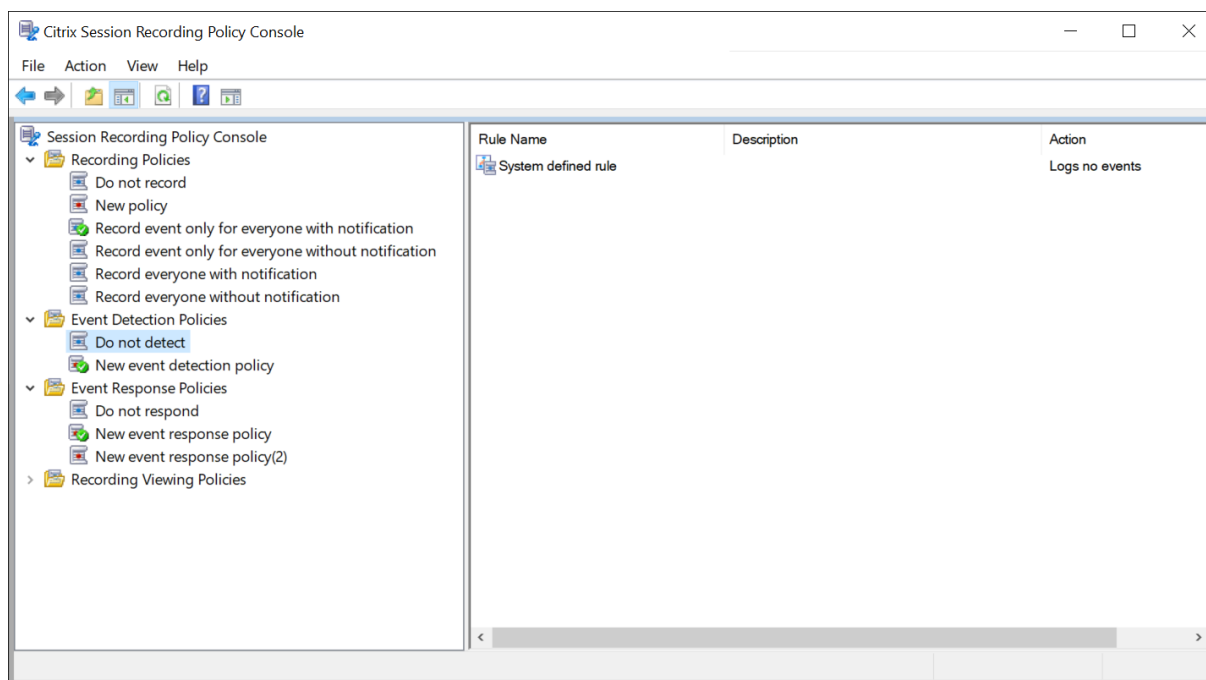 Citrix Session Recording Policy Console
File Action View Help
Session Recording Policy Console
Recording Policies
Do not record
New policy
Record event only for everyone with notification
Record event only for everyone without notification
Record everyone with notification
Record everyone without notification
Event Detection Policies
Do not detect
New event detection policy
Event Response Policies
Do not respond
New event response policy
New event response policy(2)
Recording Viewing Policies
Rule Name Description Action
System defined rule Logs no events